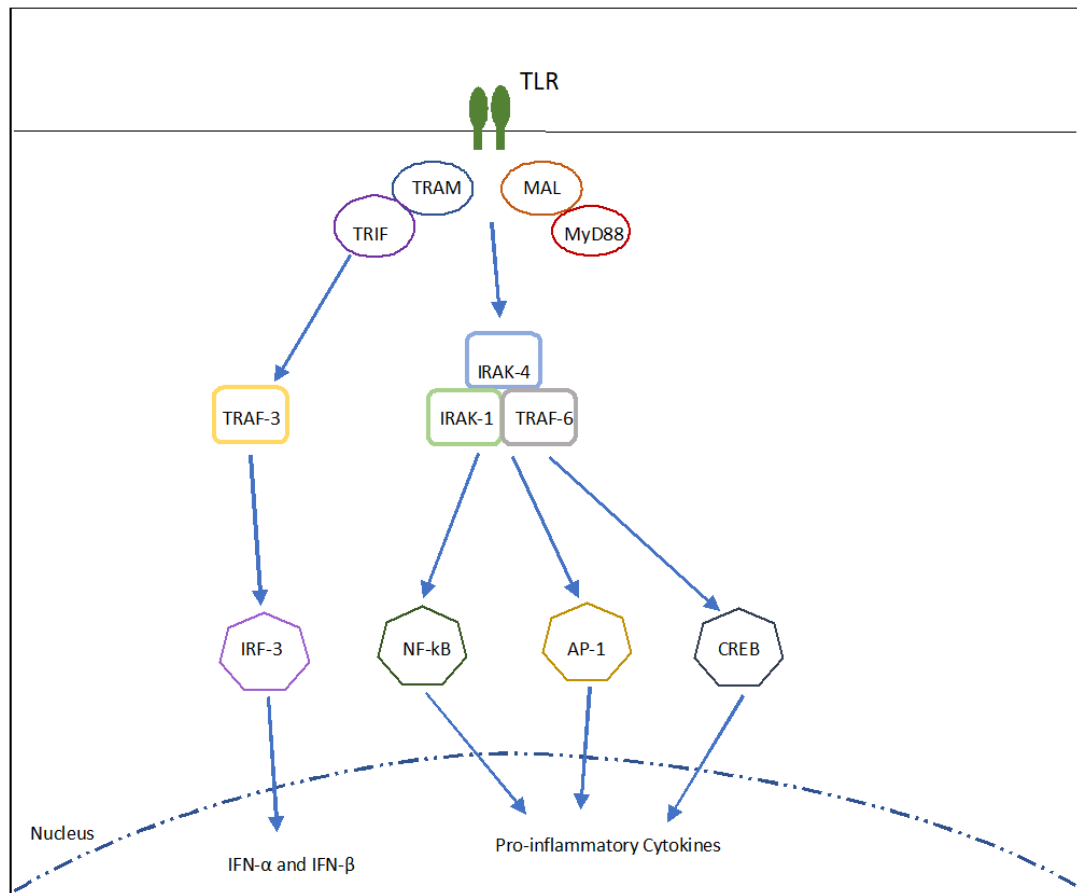 TLR
TRAM
MAL
TRIF
MyD88
IRAK-4
TRAF-3
IRAK-1
TRAF-6
IRF-3
NF-kB
AP-1
CREB
Nucleus
Pro-inflammatory Cytokines
IFN-α and IFN-β